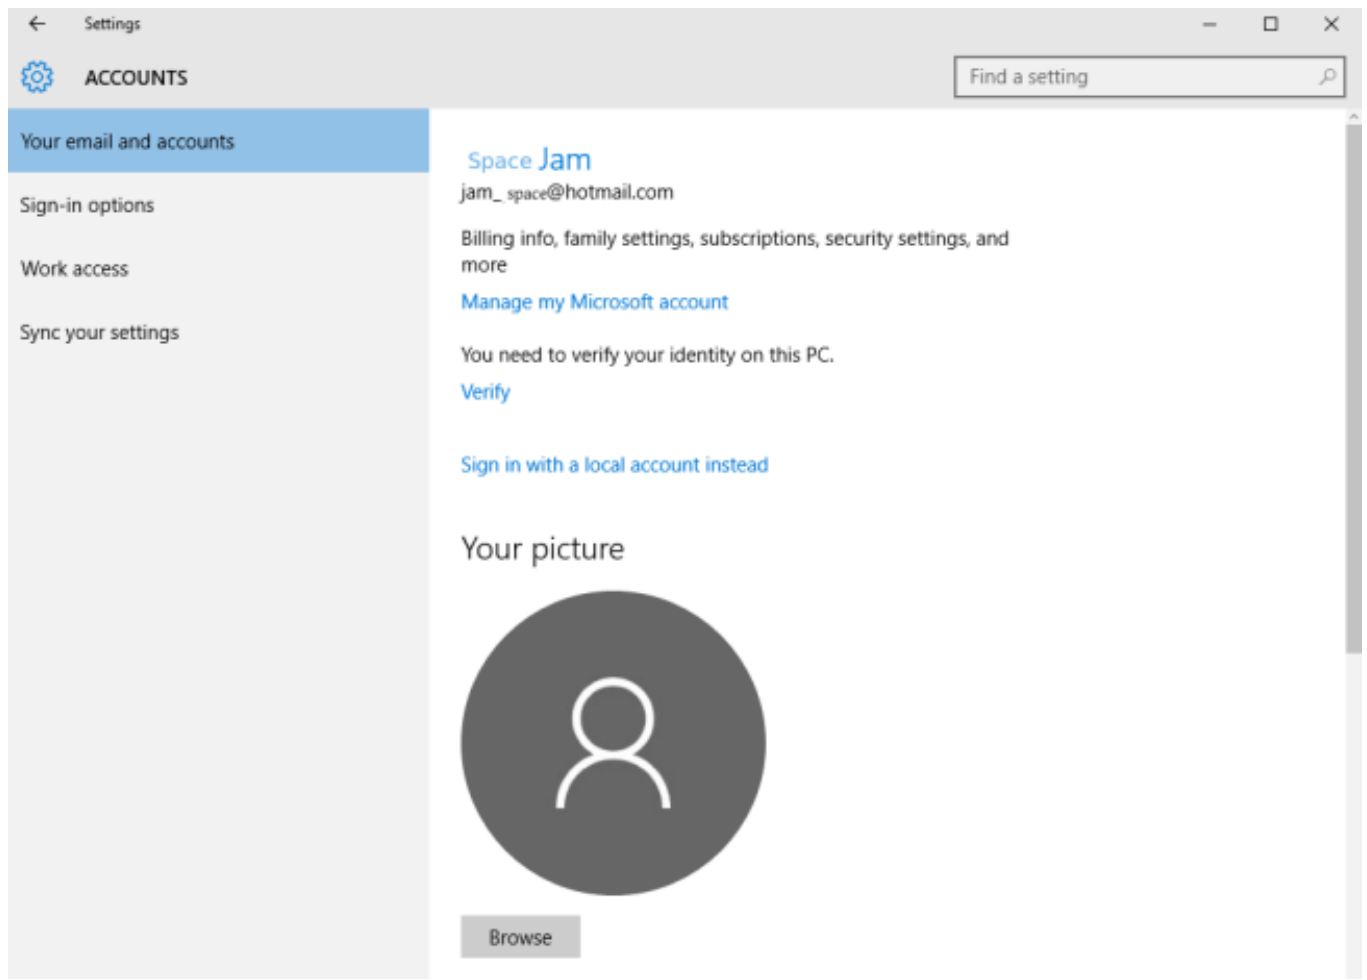 Settings
ACCOUNTS
Find a setting
Your email and accounts
Sign-in options
Work access
Sync your settings
Space Jam
jam_ space@hotmail.com
Billing info, family settings, subscriptions, security settings, and
more
Manage my Microsoft account
You need to verify your identity on this PC.
Verify
Sign in with a local account instead
Your picture
Browse